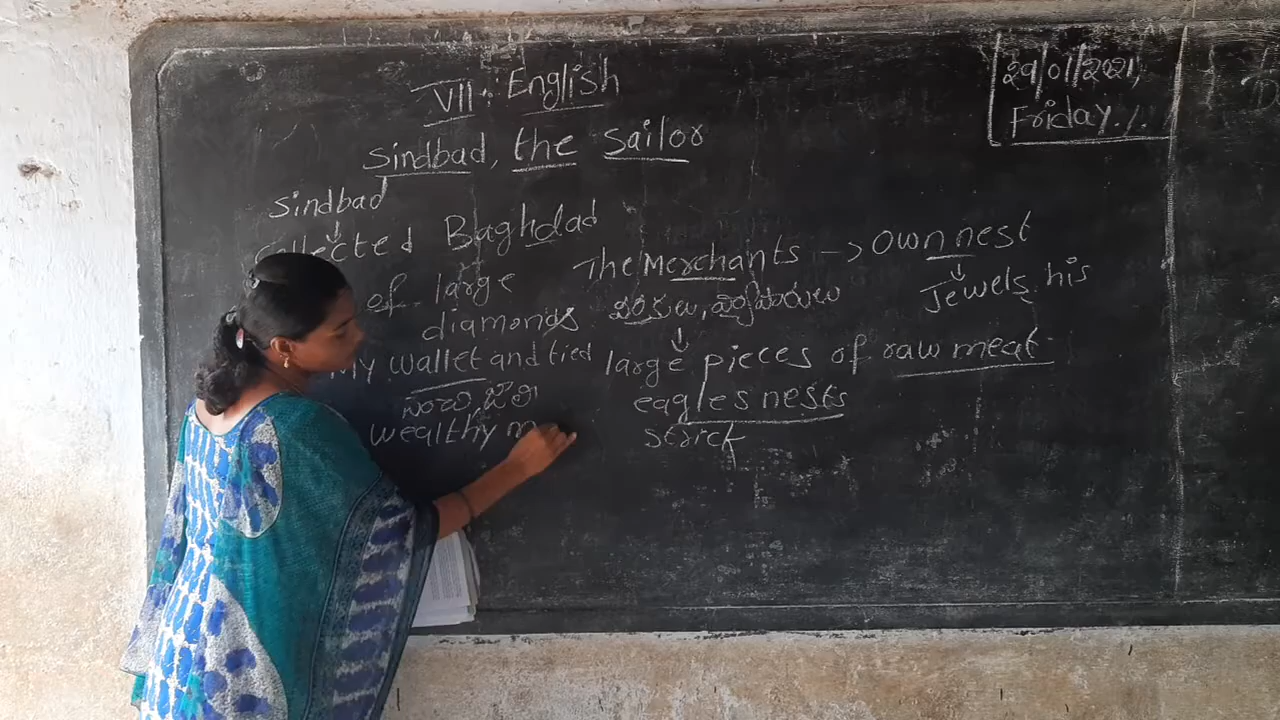 VII : English
Sindbad, the Sailor
29/01/2021,
Friday./.
Sindbad
↓
Collected Baghdad
of large
diamonds
My wallet and tied
wealthy m
The Merchants → Own nest
↓
Jewels his
↓
large pieces of raw meat.
eagles nests